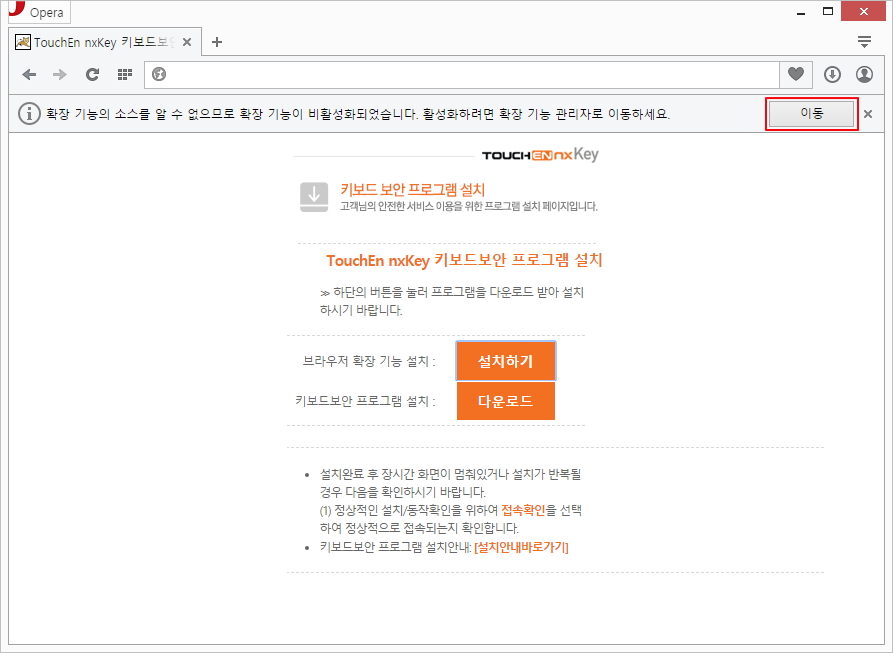 Opera
TouchEn nxKey 키보드보안
확장 기능의 소스를 알 수 없으므로 확장 기능이 비활성화되었습니다. 활성화하려면 확장 기능 관리자로 이동하세요.
이동
TOUCHEN nxKey
키보드 보안 프로그램 설치
고객님의 안전한 서비스 이용을 위한 프로그램 설치 페이지입니다.
TouchEn nxKey 키보드보안 프로그램 설치
≫ 하단의 버튼을 눌러 프로그램을 다운로드 받아 설치
하시기 바랍니다.
브라우저 확장 기능 설치 : 설치하기
키보드보안 프로그램 설치 : 다운로드
• 설치완료 후 장시간 화면이 멈춰있거나 설치가 반복될
경우 다음을 확인하시기 바랍니다.
(1) 정상적인 설치/동작확인을 위하여 접속확인을 선택
하여 정상적으로 접속되는지 확인합니다.
• 키보드보안 프로그램 설치안내: [설치안내바로가기]